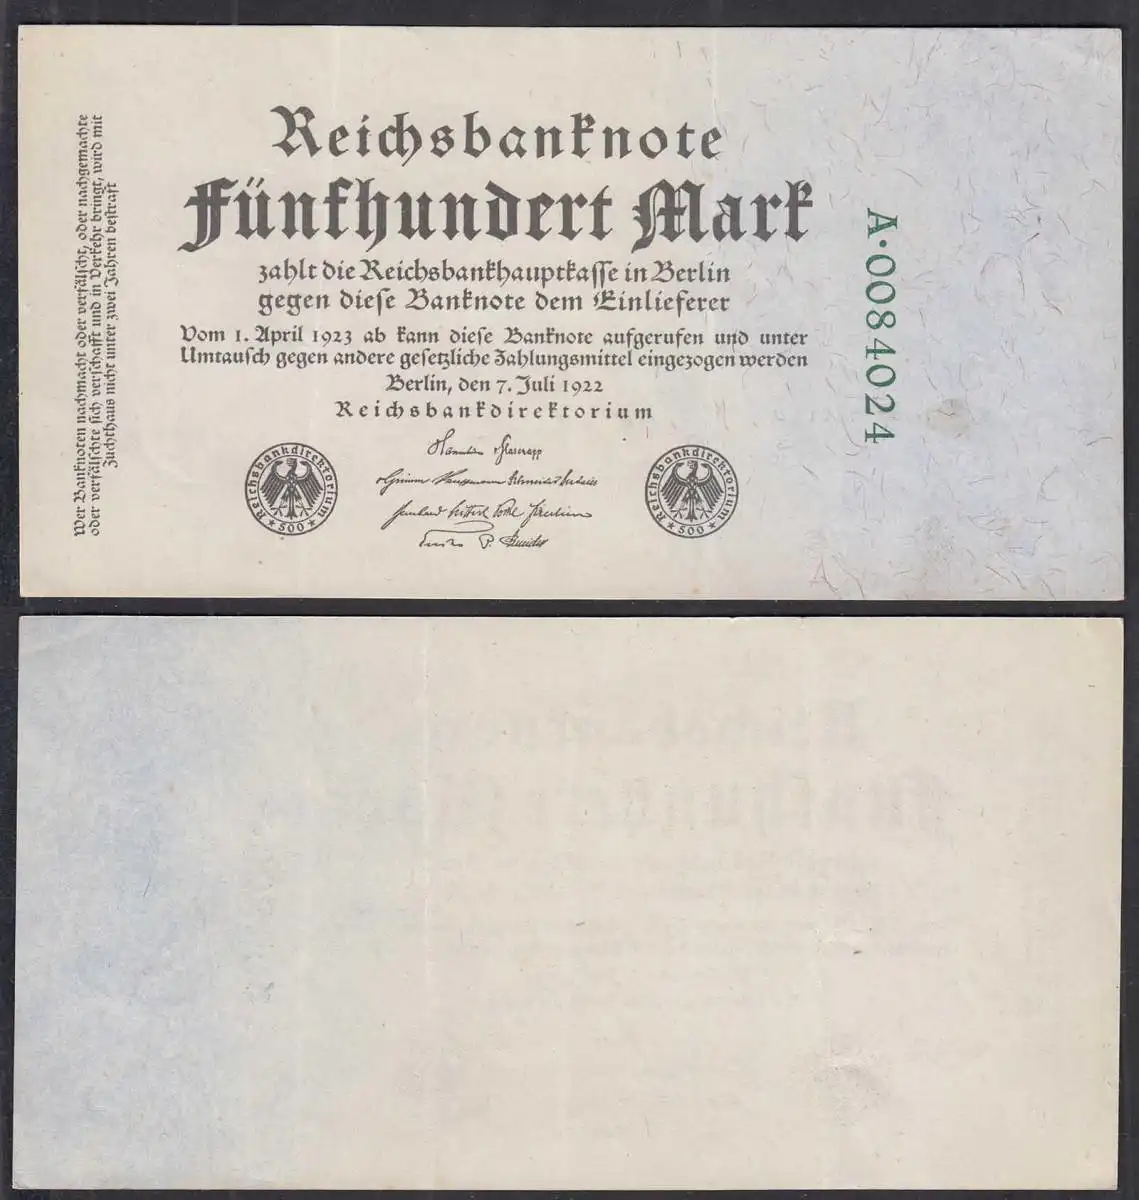 Reichsbanknote
Fünfhundert Mark
zahlt die Reichsbankhauptkasse in Berlin
gegen diese Banknote dem Einlieferer
Vom 1. April 1923 ab kann diese Banknote aufgerufen und unter
Umtausch gegen andere gesetzliche Zahlungsmittel eingezogen werden
Berlin, den 7. Juli 1922
Reichsbankdirektorium
Reichsbankdirektorium
* 500 *
Reichsbankdirektorium
* 500 *
Wer Banknoten nachmacht oder verfälscht, oder nachgemachte
oder verfälschte sich verschafft und in Verkehr bringt, wird mit
Zuchthaus nicht unter zwei Jahren bestraft
A·0084024
A